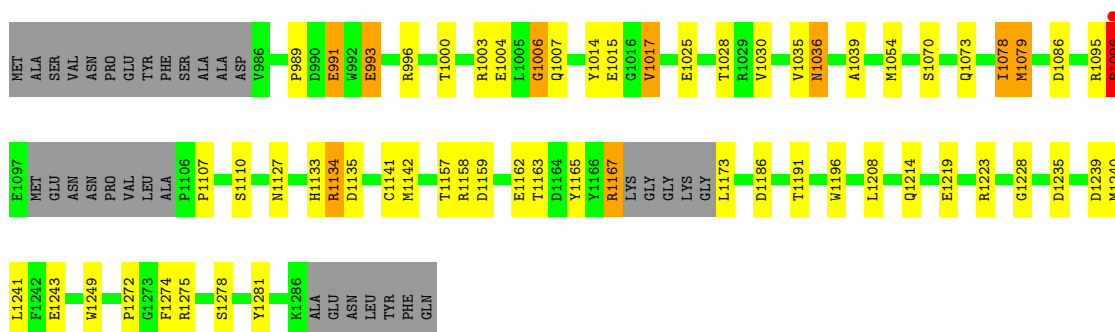 MET ALA SER VAL ASN PRO GLU TYR PHE SER ALA ALA ASP V986 P989 D990 E991 W992 E993 R996 T1000 R1003 E1004 L1005 G1006 Q1007 Y1014 E1015 G1016 V1017 E1025 T1028 R1029 V1030 V1035 N1036 A1039 M1054 S1070 Q1073 I1078 M1079 D1086 R1095 R1096
E1097 MET GLU ASN ASN PRO VAL LEU ALA P1106 P1107 S1110 N1127 H1133 R1134 D1135 C1141 M1142 T1157 R1158 D1159 E1162 T1163 D1164 Y1165 Y1166 R1167 LYS GLY GLY LYS GLY L1173 D1186 T1191 W1196 L1208 Q1214 E1219 R1223 G1228 D1235 D1239 M1240
L1241 F1242 E1243 W1249 P1272 G1273 F1274 R1275 S1278 Y1281 K1286 ALA GLU ASN LEU TYR PHE GLN